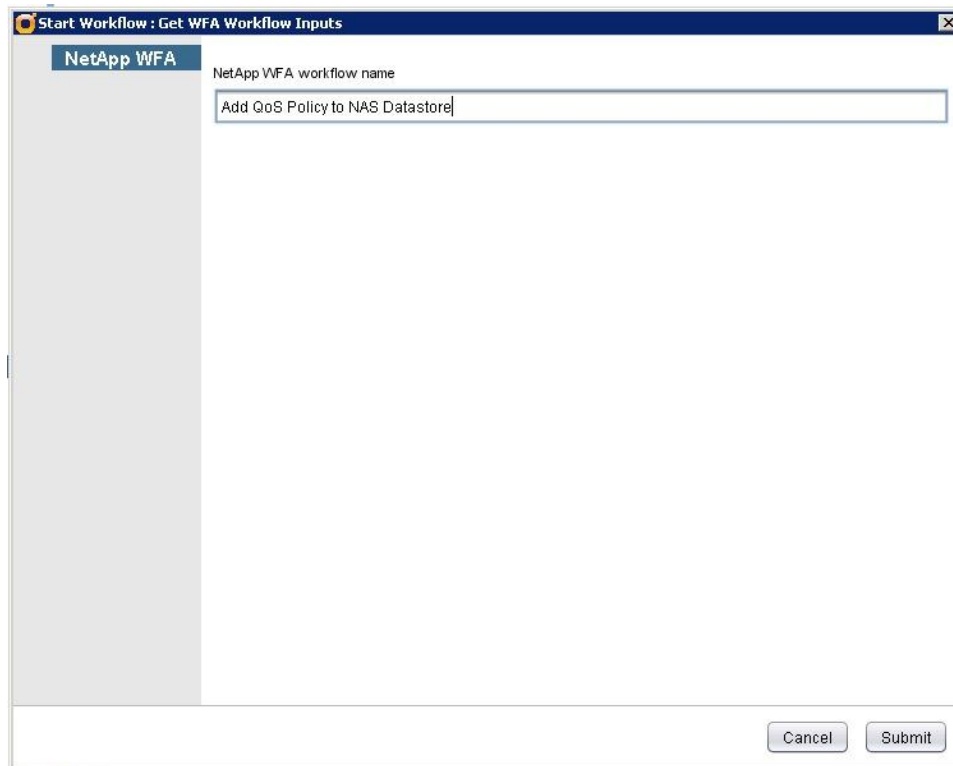 Start Workflow : Get WFA Workflow Inputs
NetApp WFA
NetApp WFA workflow name
Add QoS Policy to NAS Datastore
Cancel Submit